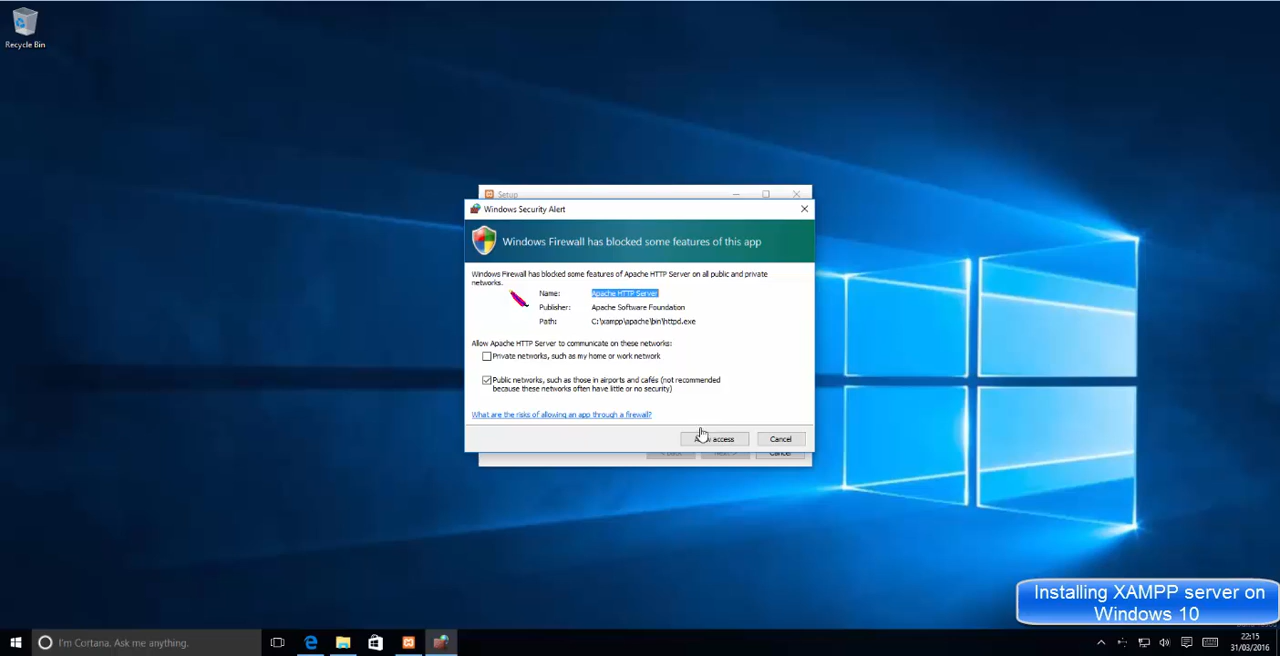 Recycle Bin
Setup
Windows Security Alert
Windows Firewall has blocked some features of this app
Windows Firewall has blocked some features of Apache HTTP Server on all public and private
networks.
Name: Apache HTTP Server
Publisher: Apache Software Foundation
Path: C:\xampp\apache\bin\httpd.exe
Allow Apache HTTP Server to communicate on these networks:
Private networks, such as my home or work network
Public networks, such as those in airports and cafés (not recommended
because these networks often have little or no security)
What are the risks of allowing an app through a firewall?
access Cancel
Cancel
Installing XAMPP server on
Windows 10
I'm Cortana. Ask me anything.
22:15
31/03/2016